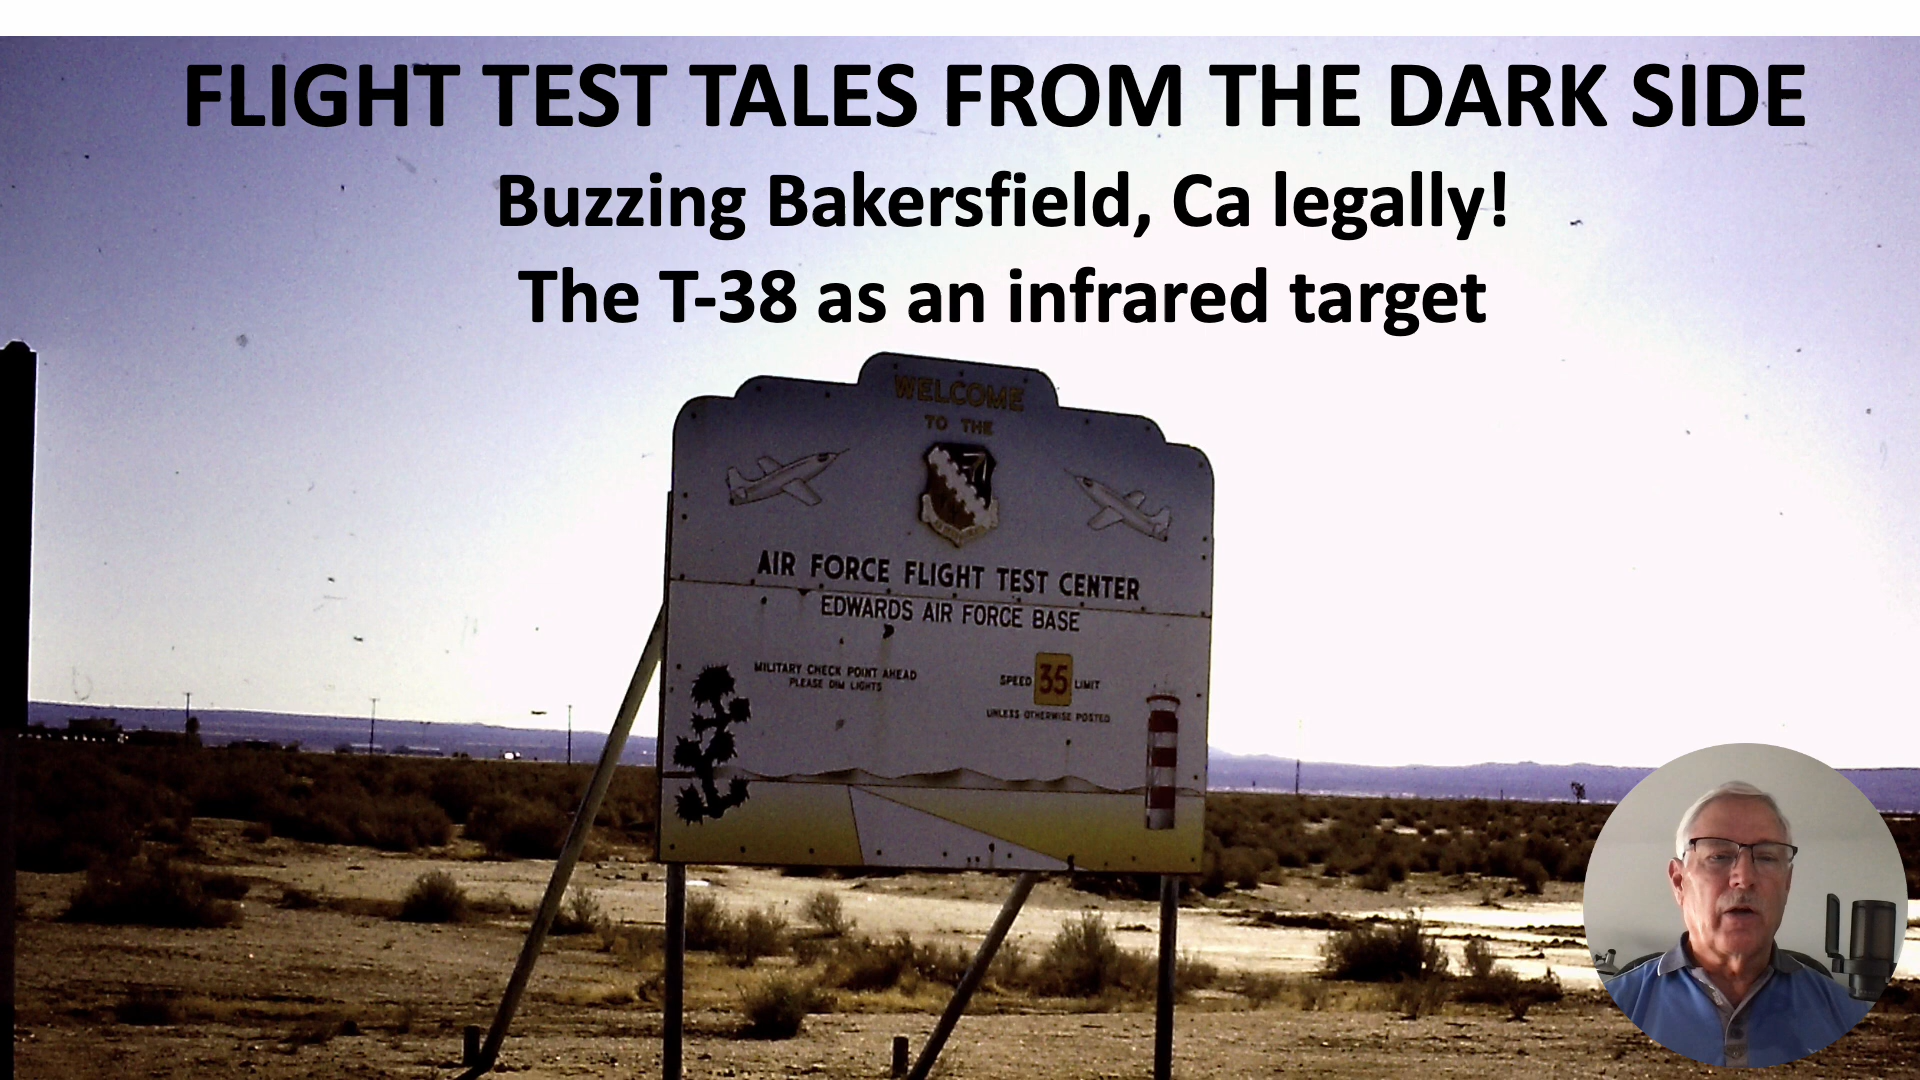 FLIGHT TEST TALES FROM THE DARK SIDE
Buzzing Bakersfield, Ca legally!
The T-38 as an infrared target
WELCOME
TO THE
AIR FORCE FLIGHT TEST CENTER
EDWARDS AIR FORCE BASE
MILITARY CHECK POINT AHEAD
PLEASE DIM LIGHTS
SPEED 35 LIMIT
UNLESS OTHERWISE POSTED